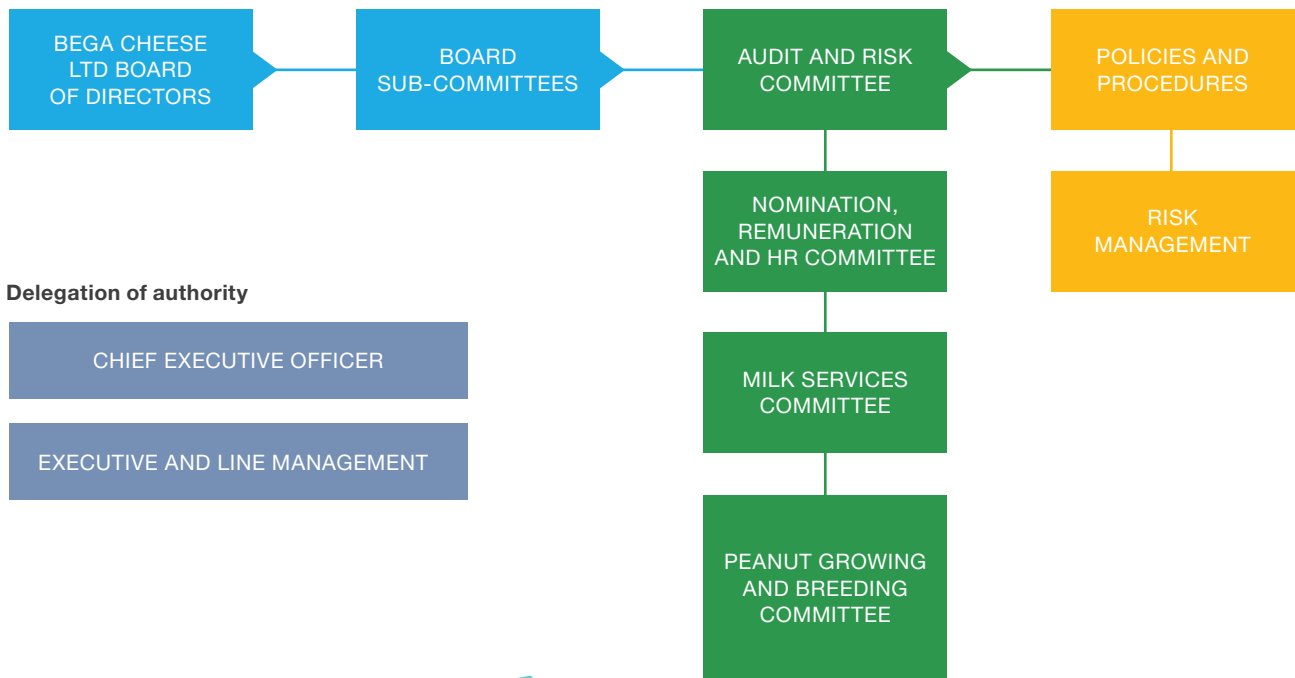 BEGA CHEESE
LTD BOARD
OF DIRECTORS
BOARD
SUB-COMMITTEES
AUDIT AND RISK
COMMITTEE
POLICIES AND
PROCEDURES
NOMINATION,
REMUNERATION
AND HR COMMITTEE
RISK
MANAGEMENT
Delegation of authority
CHIEF EXECUTIVE OFFICER
EXECUTIVE AND LINE MANAGEMENT
MILK SERVICES
COMMITTEE
PEANUT GROWING
AND BREEDING
COMMITTEE